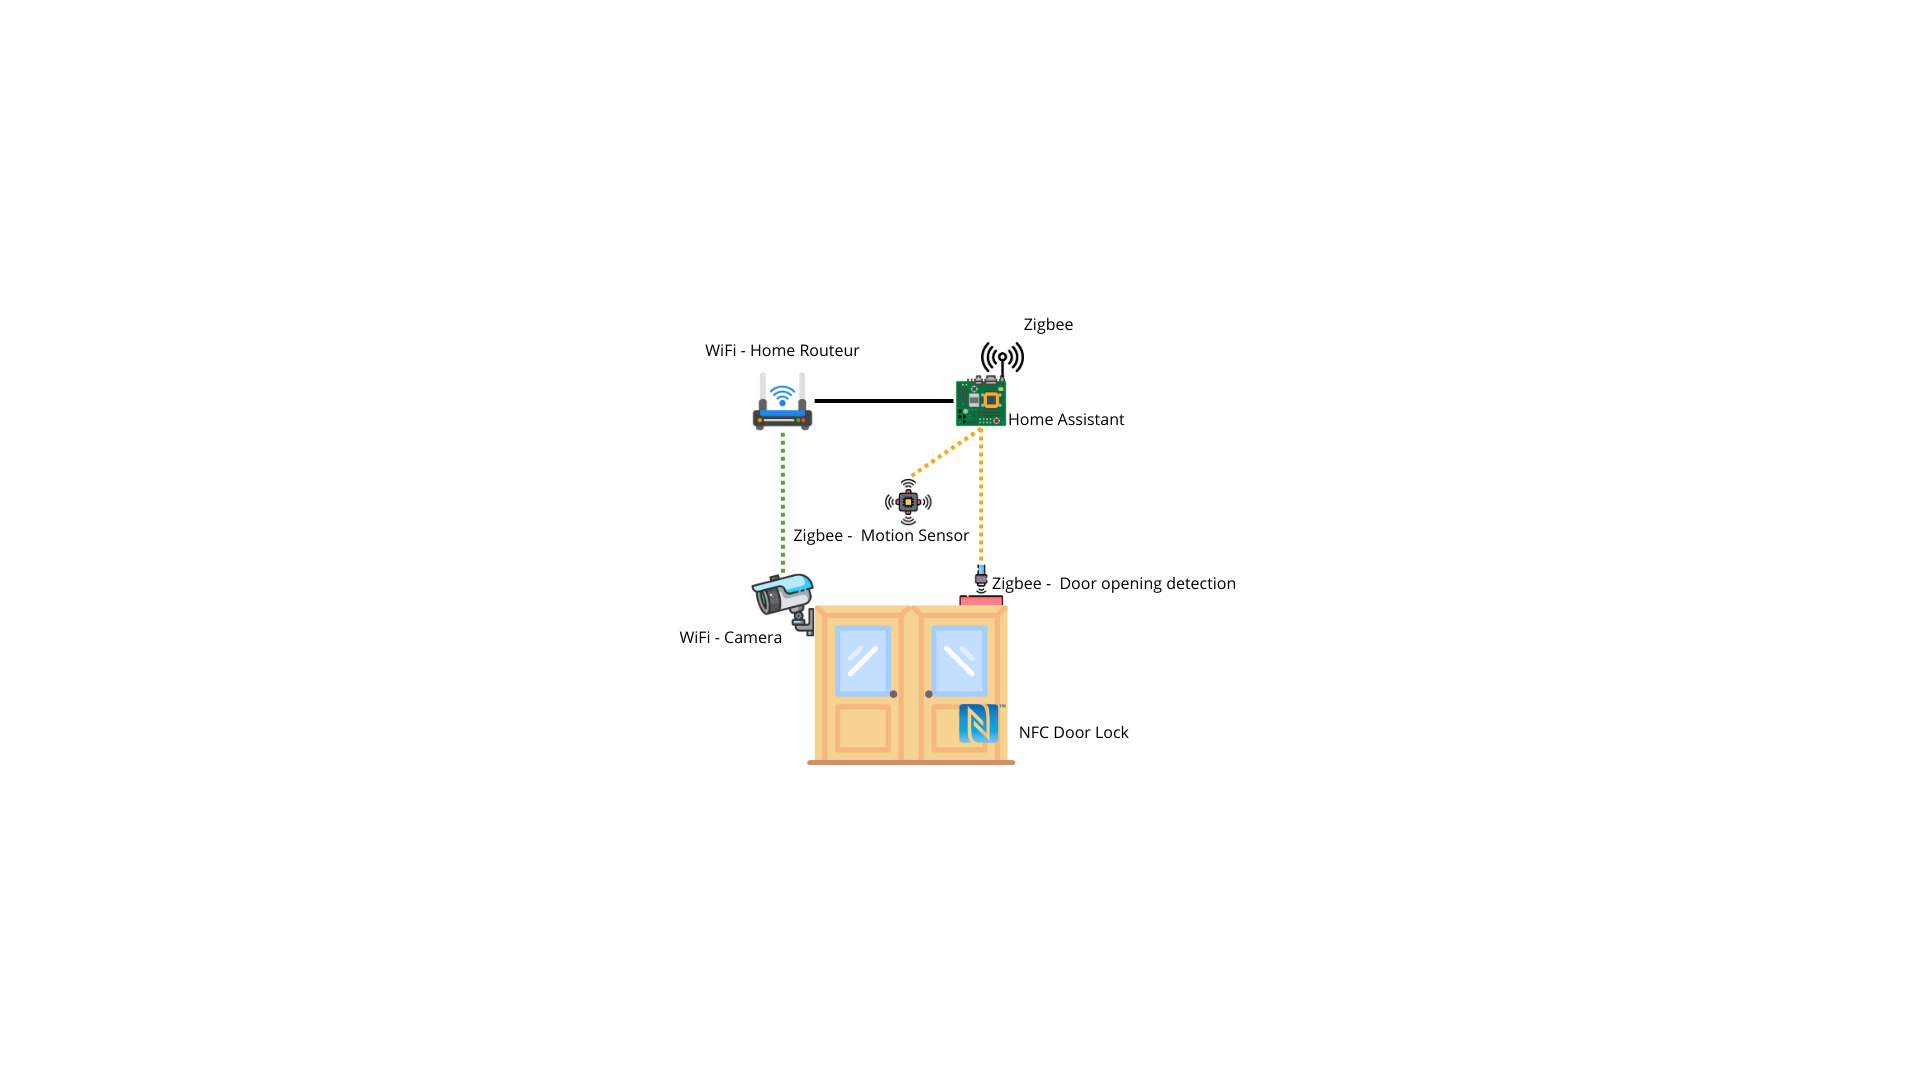 Zigbee
WiFi - Home Routeur
Home Assistant
Zigbee -  Motion Sensor
Zigbee -  Door opening detection
WiFi - Camera
NFC Door Lock